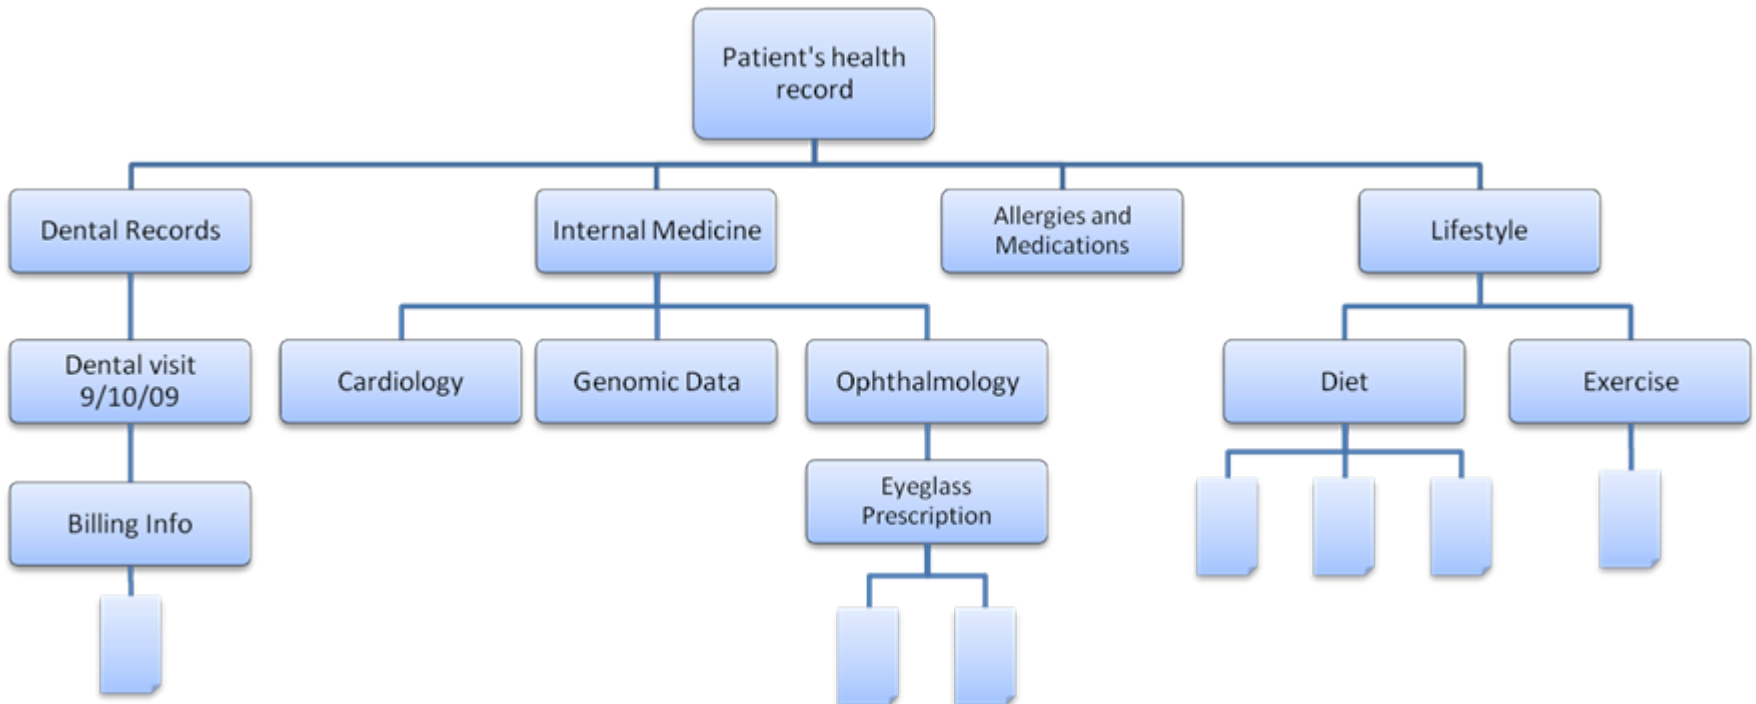 Patient's health
record
Dental Records
Internal Medicine
Allergies and
Medications
Lifestyle
Dental visit
9/10/09
Cardiology
Genomic Data
Ophthalmology
Diet
Exercise
Billing Info
Eyeglass
Prescription